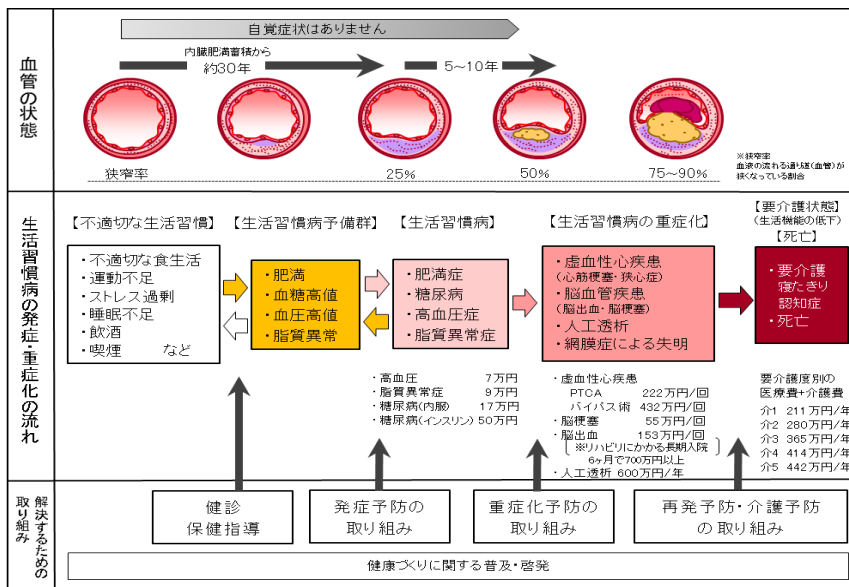 血管の状態
自覚症状はありません
内臓肥満蓄積から
約30年
5～10年
狭窄率
25%
50%
75～90%
※狭窄率
血液の流れる通り道(血管)が
狭くなっている割合
生活習慣病の発症・重症化の流れ
【不適切な生活習慣】
・不適切な食生活
・運動不足
・ストレス過剰
・睡眠不足
・飲酒
・喫煙　など
【生活習慣病予備群】
・肥満
・血糖高値
・血圧高値
・脂質異常
【生活習慣病】
・肥満症
・糖尿病
・高血圧症
・脂質異常症
【生活習慣病の重症化】
・虚血性心疾患
(心筋梗塞・狭心症)
・脳血管疾患
(脳出血・脳梗塞)
・人工透析
・網膜症による失明
【要介護状態】
(生活機能の低下)
【死亡】
・要介護
寝たきり
認知症
・死亡
・高血圧　7万円
・脂質異常症　9万円
・糖尿病(内服)　17万円
・糖尿病(インスリン)　50万円
・虚血性心疾患
PTCA　222万円/回
バイパス術　432万円/回
・脳梗塞　55万円/回
・脳出血　153万円/回
※リハビリにかかる長期入院
6ヶ月で700万円以上
・人工透析 600万円/年
要介護度別の
医療費+介護費
介1 211万円/年
介2 280万円/年
介3 365万円/年
介4 414万円/年
介5 442万円/年
解決するための
取り組み
健診
保健指導
発症予防の
取り組み
重症化予防の
取り組み
再発予防・介護予防
の取り組み
健康づくりに関する普及・啓発